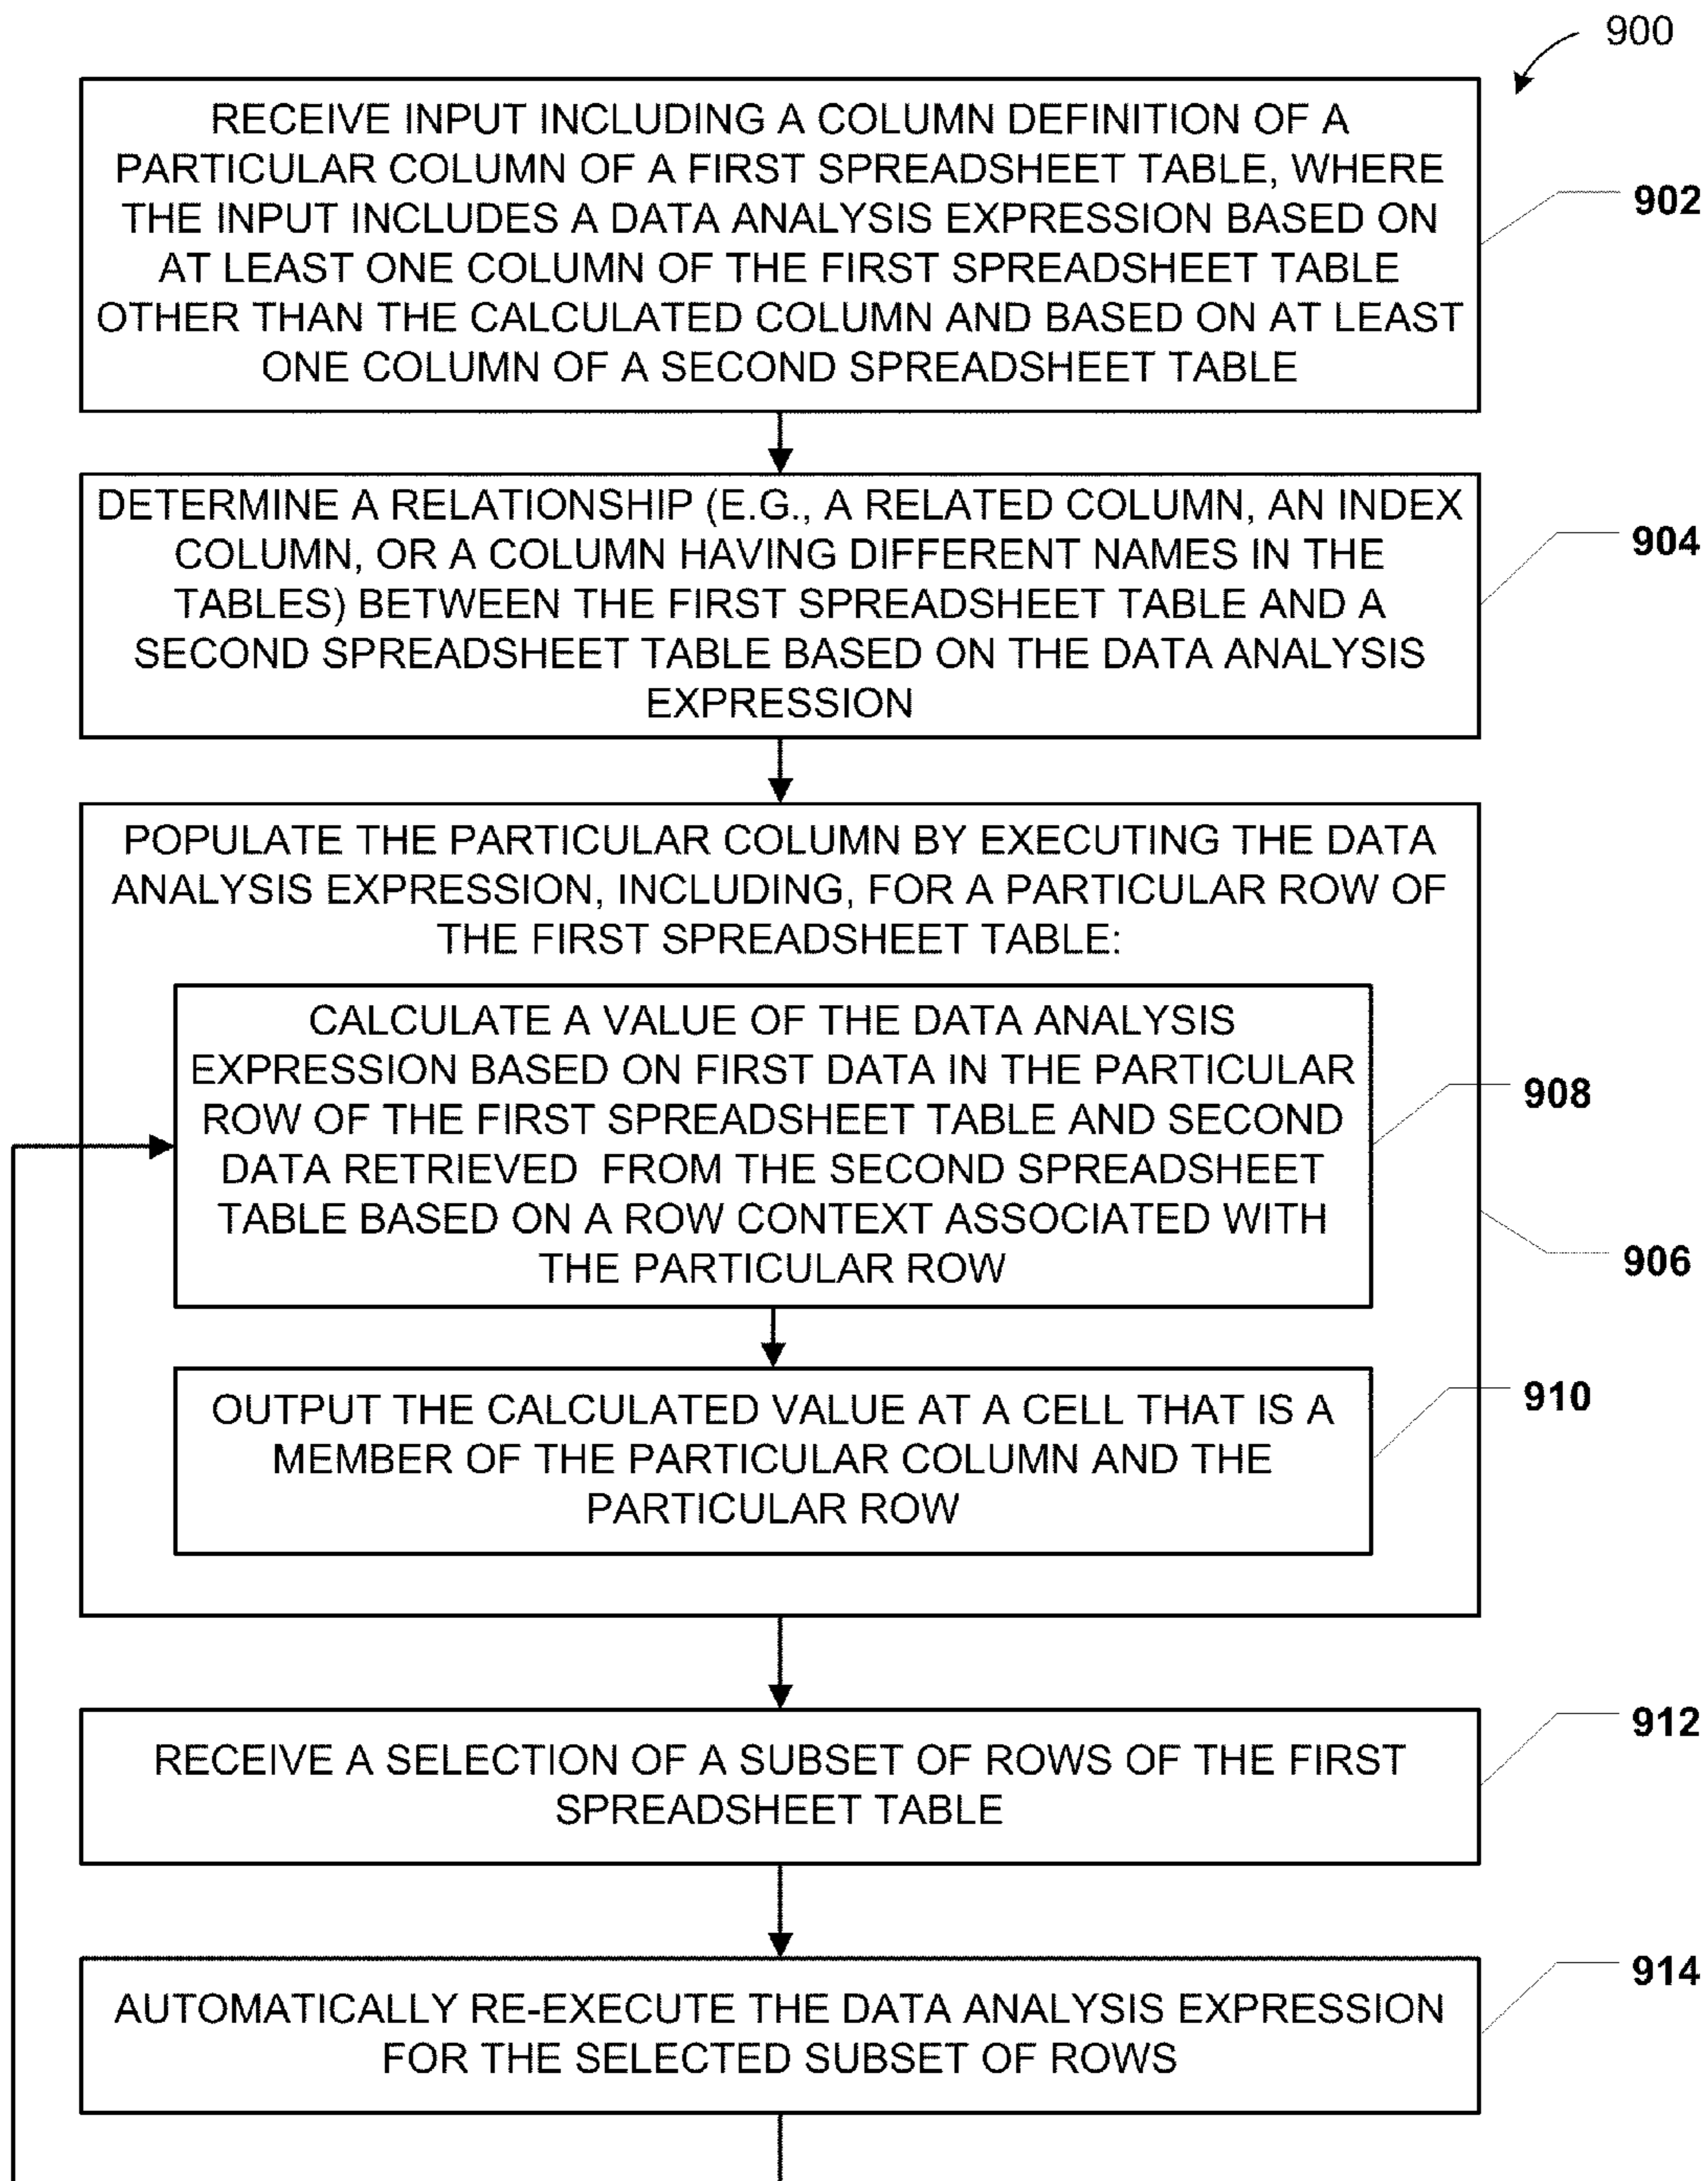 900
RECEIVE INPUT INCLUDING A COLUMN DEFINITION OF A
PARTICULAR COLUMN OF A FIRST SPREADSHEET TABLE, WHERE
THE INPUT INCLUDES A DATA ANALYSIS EXPRESSION BASED ON
AT LEAST ONE COLUMN OF THE FIRST SPREADSHEET TABLE
OTHER THAN THE CALCULATED COLUMN AND BASED ON AT LEAST
ONE COLUMN OF A SECOND SPREADSHEET TABLE
902
DETERMINE A RELATIONSHIP (E.G., A RELATED COLUMN, AN INDEX
COLUMN, OR A COLUMN HAVING DIFFERENT NAMES IN THE
TABLES) BETWEEN THE FIRST SPREADSHEET TABLE AND A
SECOND SPREADSHEET TABLE BASED ON THE DATA ANALYSIS
EXPRESSION
904
POPULATE THE PARTICULAR COLUMN BY EXECUTING THE DATA
ANALYSIS EXPRESSION, INCLUDING, FOR A PARTICULAR ROW OF
THE FIRST SPREADSHEET TABLE:
CALCULATE A VALUE OF THE DATA ANALYSIS
EXPRESSION BASED ON FIRST DATA IN THE PARTICULAR
ROW OF THE FIRST SPREADSHEET TABLE AND SECOND
DATA RETRIEVED FROM THE SECOND SPREADSHEET
TABLE BASED ON A ROW CONTEXT ASSOCIATED WITH
THE PARTICULAR ROW
908
906
OUTPUT THE CALCULATED VALUE AT A CELL THAT IS A
MEMBER OF THE PARTICULAR COLUMN AND THE
PARTICULAR ROW
910
RECEIVE A SELECTION OF A SUBSET OF ROWS OF THE FIRST
SPREADSHEET TABLE
912
AUTOMATICALLY RE-EXECUTE THE DATA ANALYSIS EXPRESSION
FOR THE SELECTED SUBSET OF ROWS
914